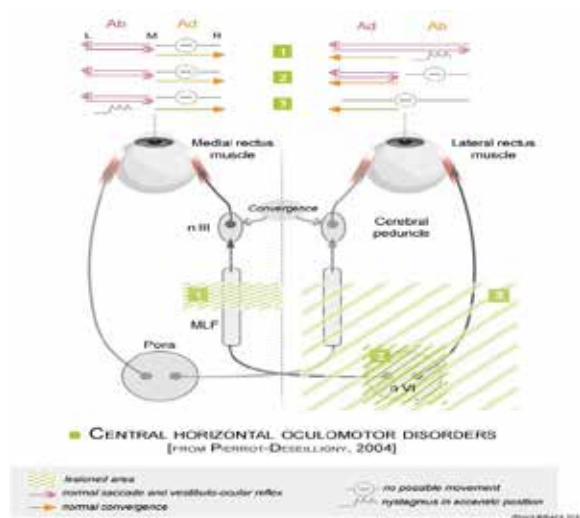 Ab Ad Ad Ab
L M R
1
2
3
Medial rectus
muscle
Lateral rectus
muscle
Convergence
n III
Cerebral
peduncle
1
3
MLF
2
Pons
n VI
CENTRAL HORIZONTAL OCULOMOTOR DISORDERS
[FROM PIERROT-DESEILLIGNY, 2004]
lesioned area
normal saccade and vestibulo-ocular reflex
normal convergence
no possible movement
nystagmus in eccentric position